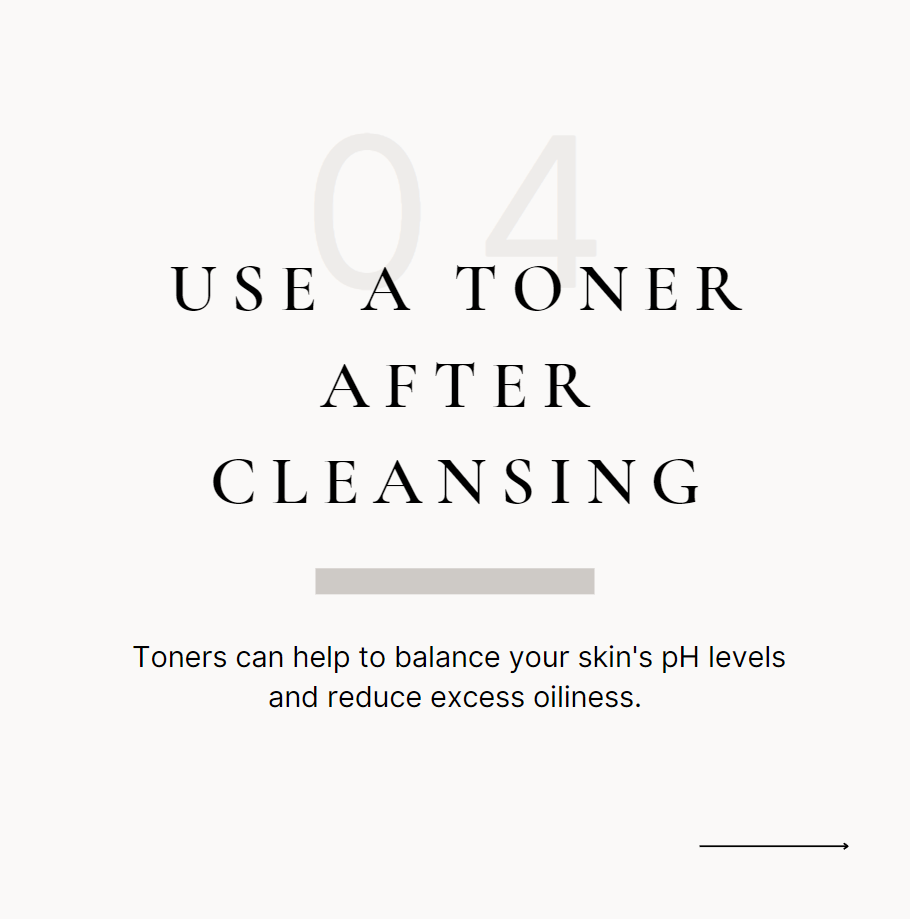 04
USE A TONER
AFTER
CLEANSING
Toners can help to balance your skin's pH levels
and reduce excess oiliness.